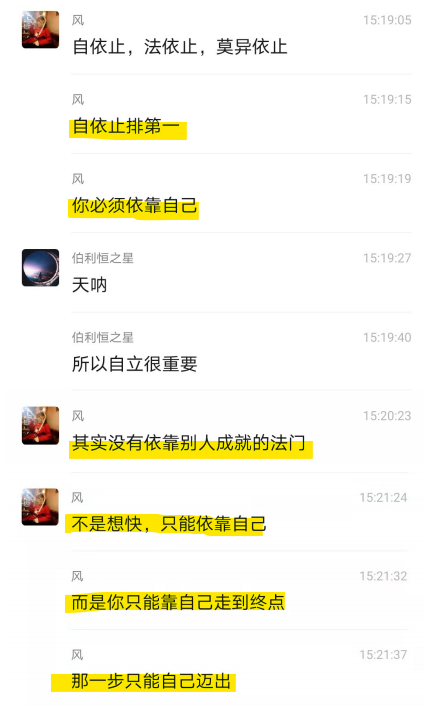 风 15:19:05
自依止，法依止，莫异依止
风 15:19:15
自依止排第一
风 15:19:19
你必须依靠自己
伯利恒之星 15:19:27
天呐
伯利恒之星 15:19:40
所以自立很重要
风 15:20:23
其实没有依靠别人成就的法门
风 15:21:24
不是想快，只能依靠自己
风 15:21:32
而是你只能靠自己走到终点
风 15:21:37
那一步只能自己迈出